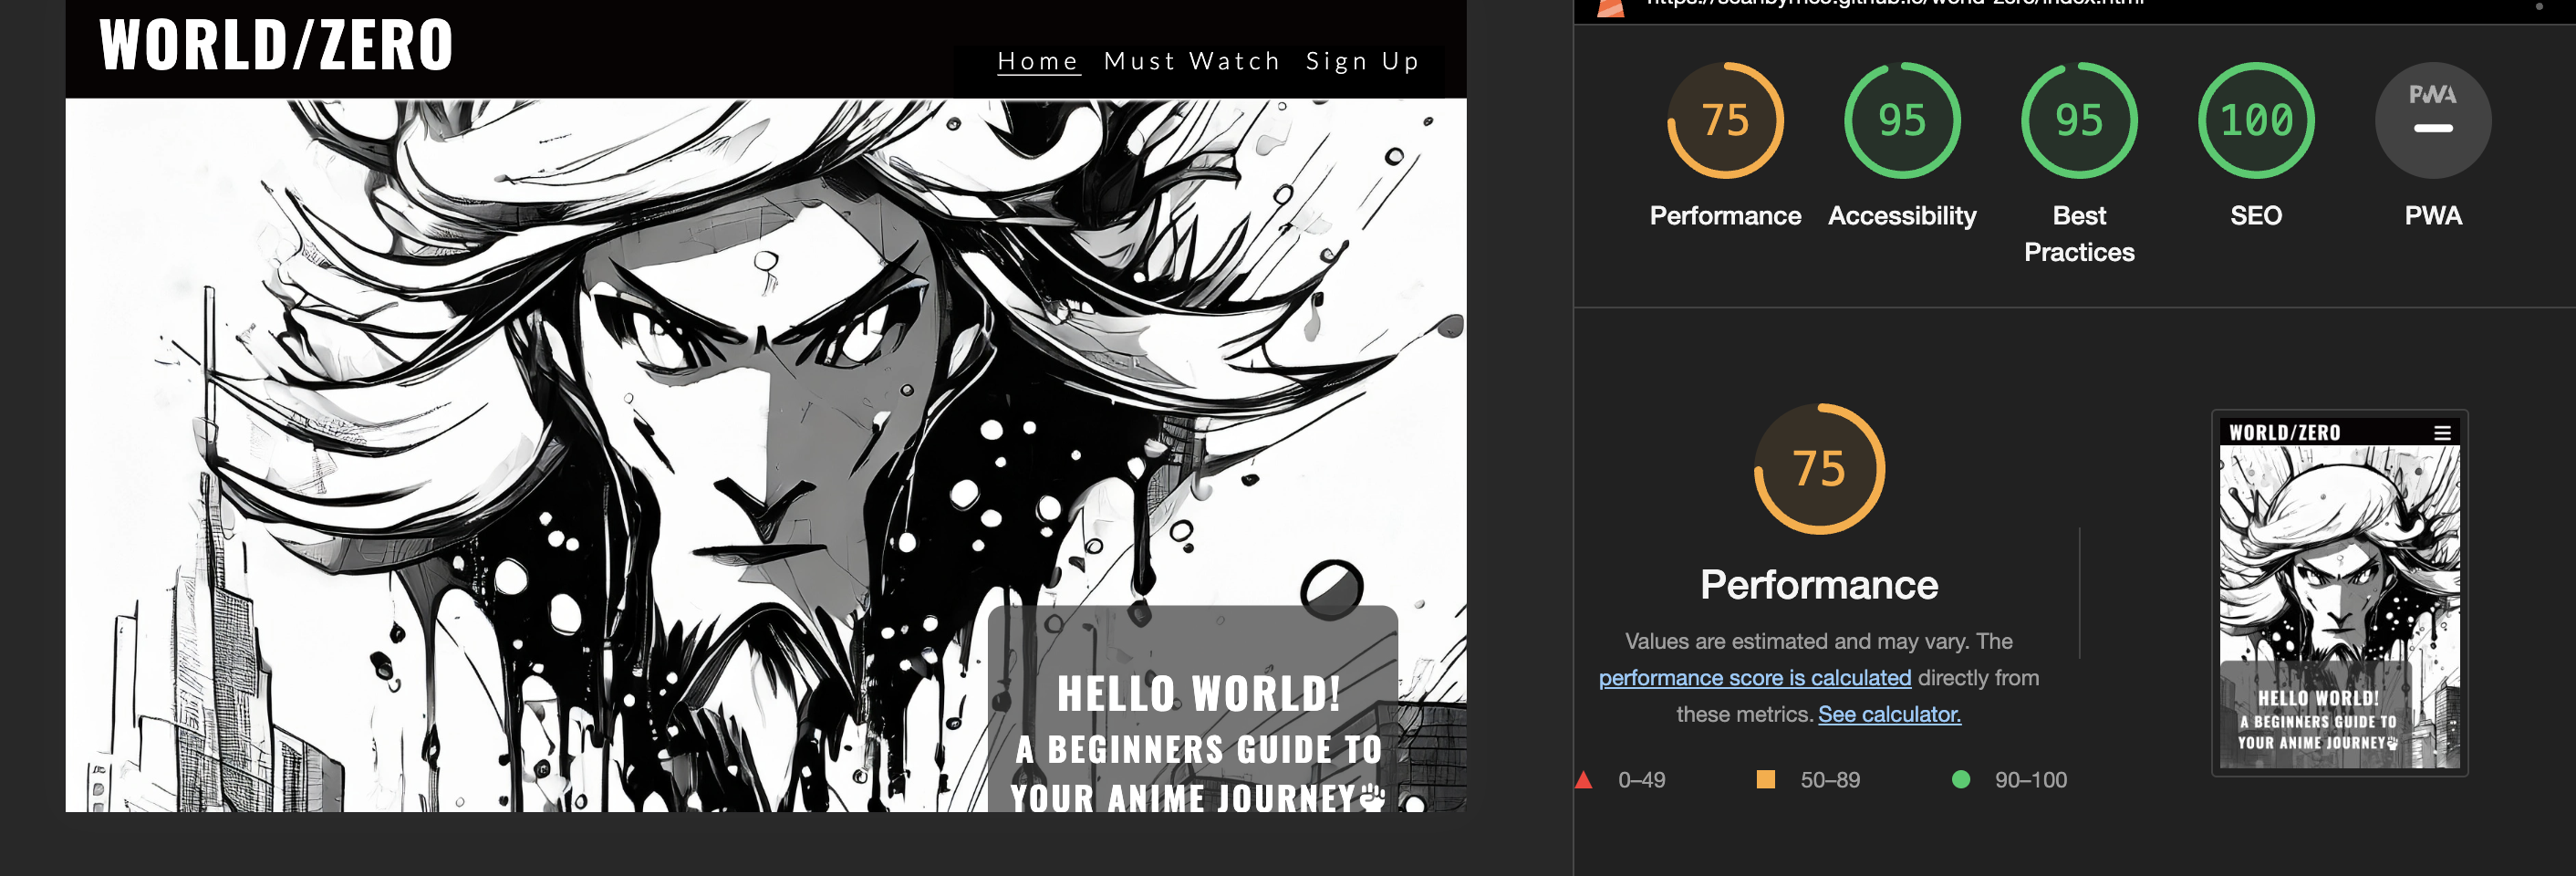 WORLD/ZERO
Home Must Watch Sign Up
HELLO WORLD!
A BEGINNERS GUIDE TO
YOUR ANIME JOURNEY
75
95
95
100
PWA
Performance
Accessibility
Best
Practices
SEO
PWA
75
Performance
Values are estimated and may vary. The
performance score is calculated directly from
these metrics. See calculator.
0–49
50–89
90–100
WORLD/ZERO
HELLO WORLD!
A BEGINNERS GUIDE TO
YOUR ANIME JOURNEY